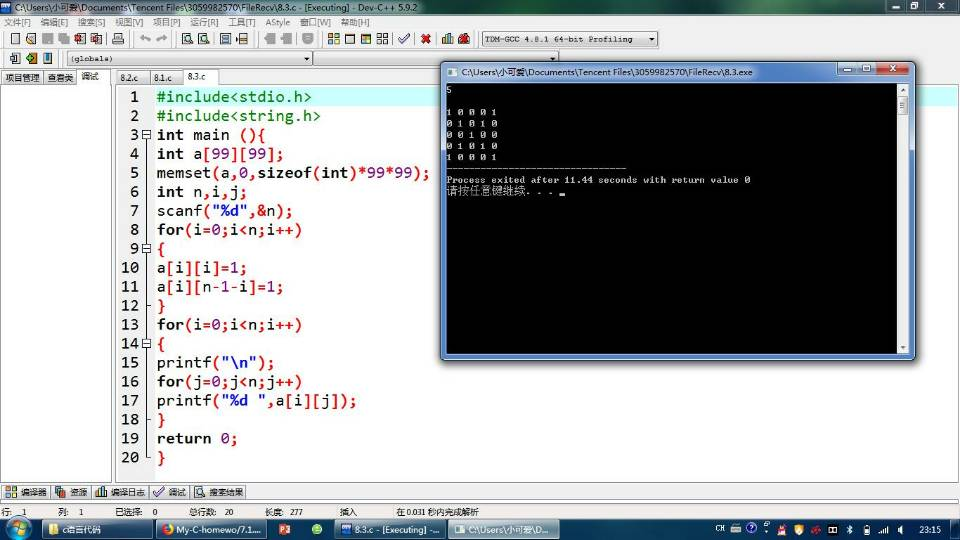 C:\Users\小可爱\Documents\Tencent Files\3059982570\FileRecv\8.3.c - [Executing] - Dev-C++ 5.9.2
文件[F] 编辑[E] 搜索[S] 视图[V] 项目[P] 运行[R] 工具[T] AStyle 窗口[W] 帮助[H]
TDM-GCC 4.8.1 64-bit Profiling
(globals)
项目管理 查看类 调试 8.2.c 8.1.c 8.3.c
1 #include<stdio.h>
2 #include<string.h>
3 int main (){
4 int a[99][99];
5 memset(a,0,sizeof(int)*99*99);
6 int n,i,j;
7 scanf("%d",&n);
8 for(i=0;i<n;i++)
9 {
10 a[i][i]=1;
11 a[i][n-1-i]=1;
12 }
13 for(i=0;i<n;i++)
14 {
15 printf("\n");
16 for(j=0;j<n;j++)
17 printf("%d ",a[i][j]);
18 }
19 return 0;
20 }
C:\Users\小可爱\Documents\Tencent Files\3059982570\FileRecv\8.3.exe
5
1 0 0 0 1
0 1 0 1 0
0 0 1 0 0
0 1 0 1 0
1 0 0 0 1
--------------------------------
Process exited after 11.44 seconds with return value 0
请按任意键继续. . .
编译器 资源 编译日志 调试 搜索结果
行: 1 列: 1 已选择: 0 总行数: 20 长度: 277 插入 在 0.031 秒内完成解析
c语言代码 My-C-homewo/7.1.... 8.3.c - [Executing] -... C:\Users\小可爱\D...
CH 23:15